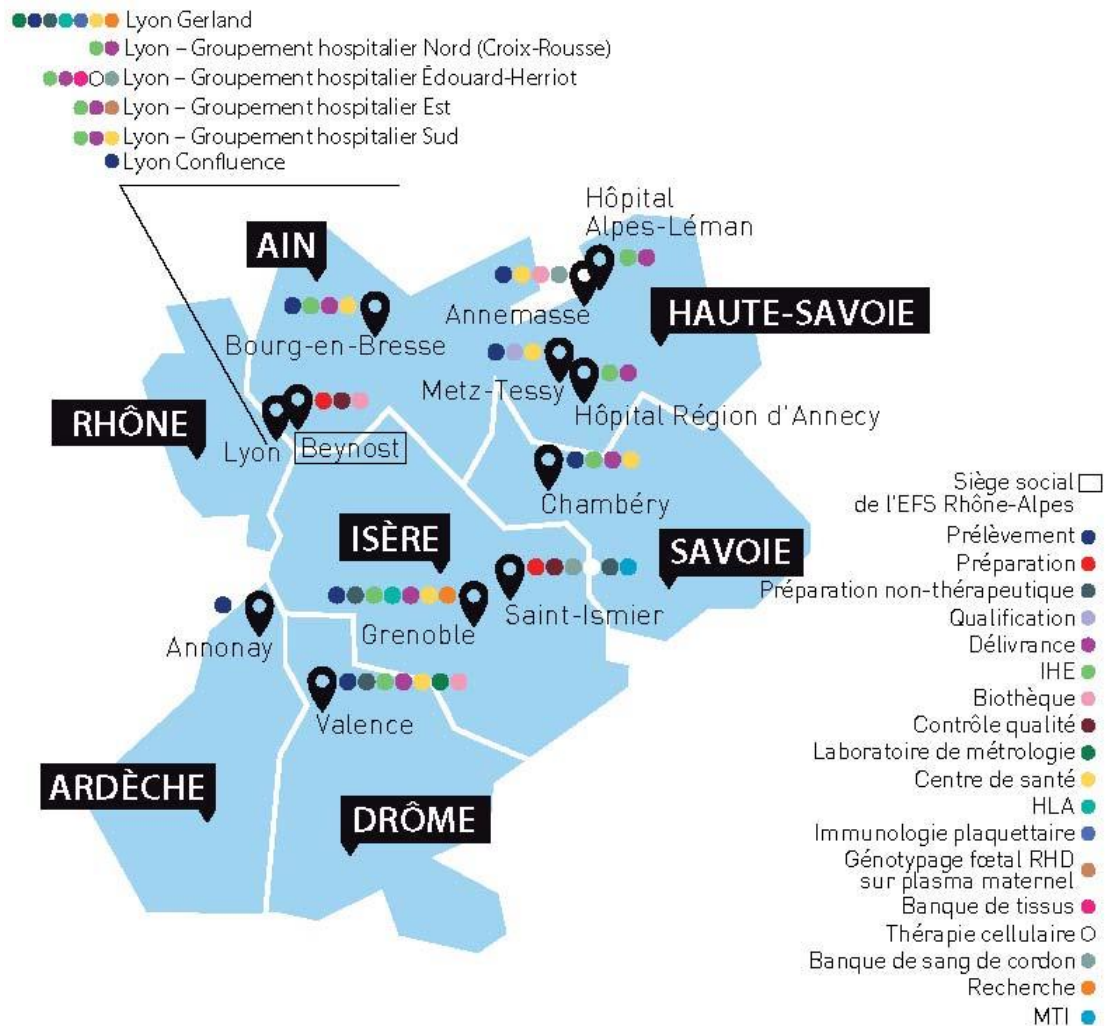 Lyon Gerland
Lyon – Groupement hospitalier Nord (Croix-Rousse)
Lyon – Groupement hospitalier Édouard-Herriot
Lyon – Groupement hospitalier Est
Lyon – Groupement hospitalier Sud
Lyon Confluence
Hôpital
Alpes-Léman
AIN
Annemasse
HAUTE-SAVOIE
Bourg-en-Bresse
Metz-Tessy
Hôpital Région d'Annecy
RHÔNE
Lyon
Beynost
Chambéry
ISÈRE
SAVOIE
Saint-Ismier
Grenoble
Annonay
Valence
ARDÈCHE
DRÔME
Siège social
de l'EFS Rhône-Alpes
Prélèvement
Préparation
Préparation non-thérapeutique
Qualification
Délivrance
IHE
Biothèque
Contrôle qualité
Laboratoire de métrologie
Centre de santé
HLA
Immunologie plaquettaire
Génotypage fœtal RHD
sur plasma maternel
Banque de tissus
Thérapie cellulaire
Banque de sang de cordon
Recherche
MTI